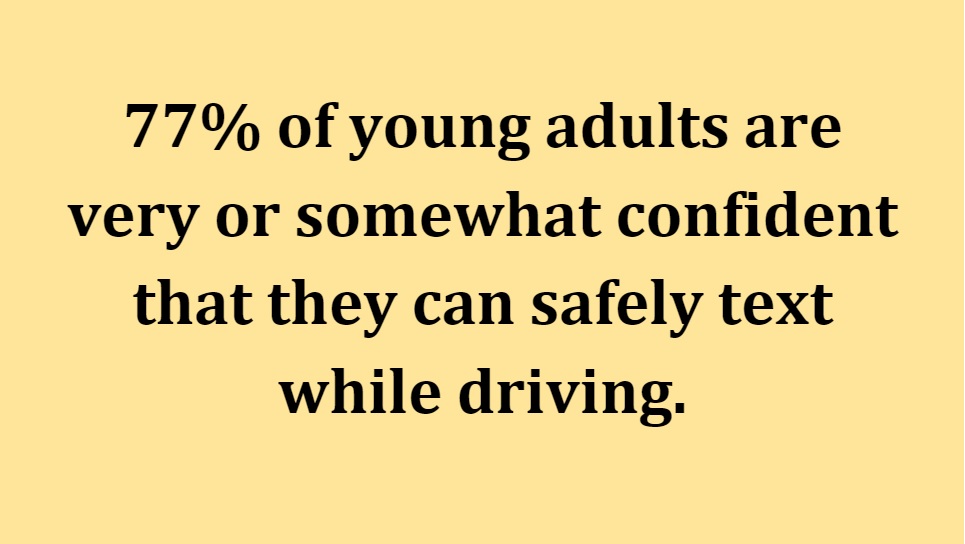 77% of young adults are
very or somewhat confident
that they can safely text
while driving.